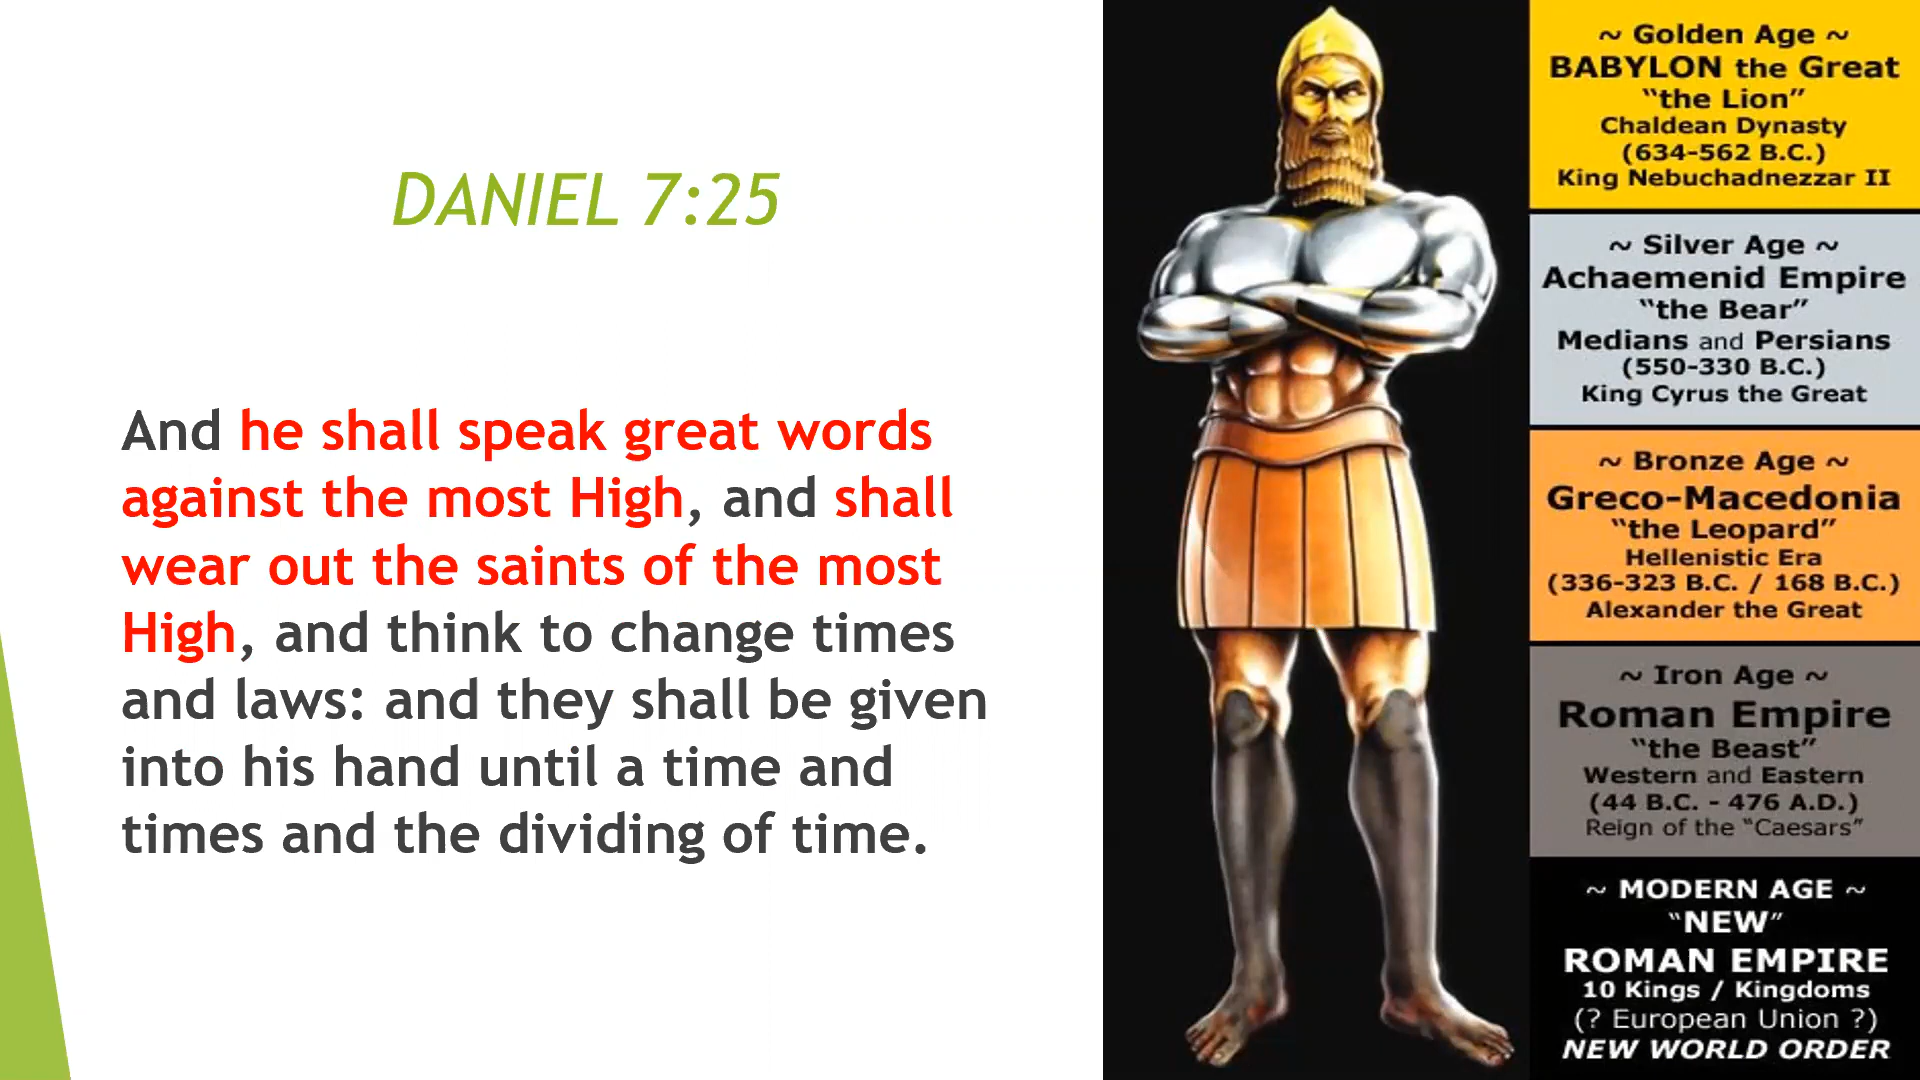 DANIEL 7:25
And he shall speak great words
against the most High, and shall
wear out the saints of the most
High, and think to change times
and laws: and they shall be given
into his hand until a time and
times and the dividing of time.
~ Golden Age ~
BABYLON the Great
“the Lion”
Chaldean Dynasty
(634-562 B.C.)
King Nebuchadnezzar II
~ Silver Age ~
Achaemenid Empire
“the Bear”
Medians and Persians
(550-330 B.C.)
King Cyrus the Great
~ Bronze Age ~
Greco-Macedonia
“the Leopard”
Hellenistic Era
(336-323 B.C. / 168 B.C.)
Alexander the Great
~ Iron Age ~
Roman Empire
“the Beast”
Western and Eastern
(44 B.C. - 476 A.D.)
Reign of the “Caesars”
~ MODERN AGE ~
“NEW”
ROMAN EMPIRE
10 Kings / Kingdoms
(? European Union ?)
NEW WORLD ORDER